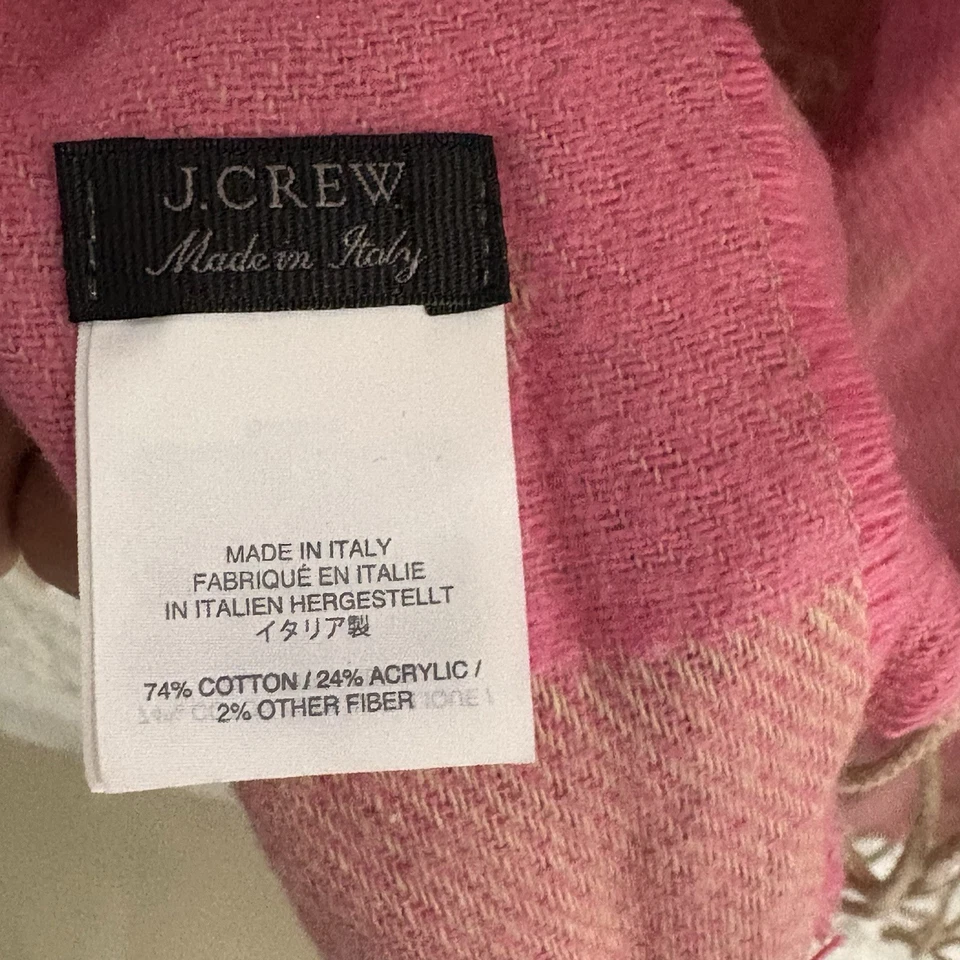 J.CREW
Made in Italy
MADE IN ITALY
FABRIQUÉ EN ITALIE
IN ITALIEN HERGESTELLT
イタリア製
74% COTTON / 24% ACRYLIC /
2% OTHER FIBER